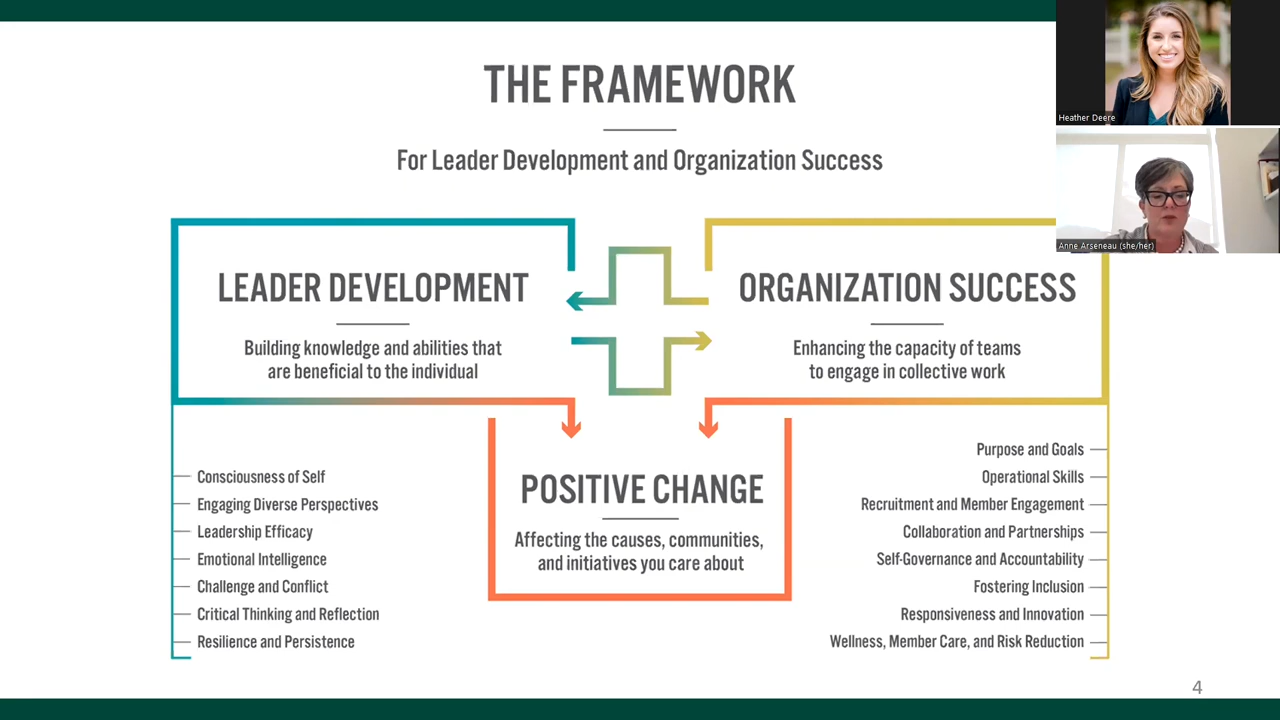 THE FRAMEWORK
For Leader Development and Organization Success
Heather Deere
Anne Arseneau (she/her)
LEADER DEVELOPMENT
Building knowledge and abilities that
are beneficial to the individual
ORGANIZATION SUCCESS
Enhancing the capacity of teams
to engage in collective work
POSITIVE CHANGE
Affecting the causes, communities,
and initiatives you care about
Consciousness of Self
Engaging Diverse Perspectives
Leadership Efficacy
Emotional Intelligence
Challenge and Conflict
Critical Thinking and Reflection
Resilience and Persistence
Purpose and Goals
Operational Skills
Recruitment and Member Engagement
Collaboration and Partnerships
Self-Governance and Accountability
Fostering Inclusion
Responsiveness and Innovation
Wellness, Member Care, and Risk Reduction
4